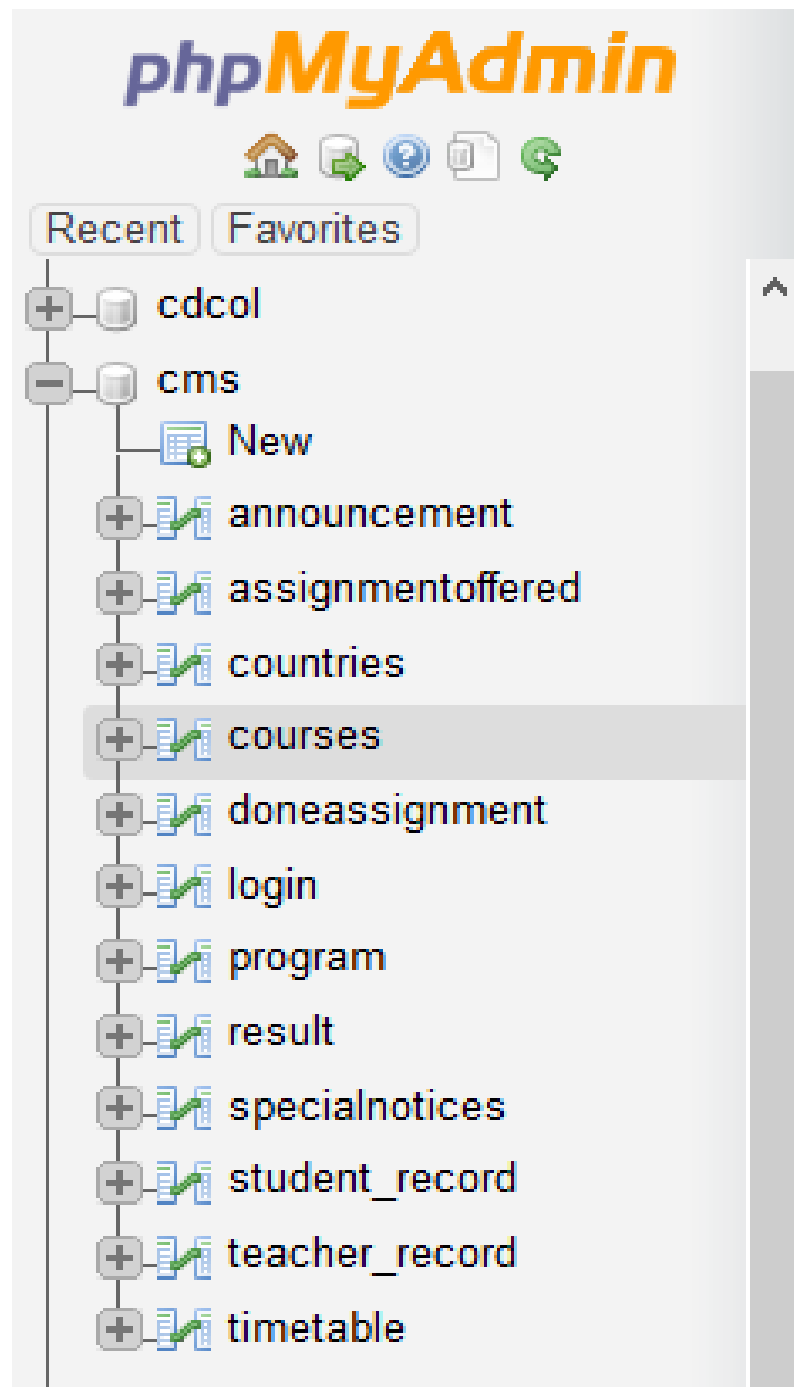 phpMyAdmin
Recent Favorites
cdcol
cms
New
announcement
assignmentoffered
countries
courses
doneassignment
login
program
result
specialnotices
student_record
teacher_record
timetable